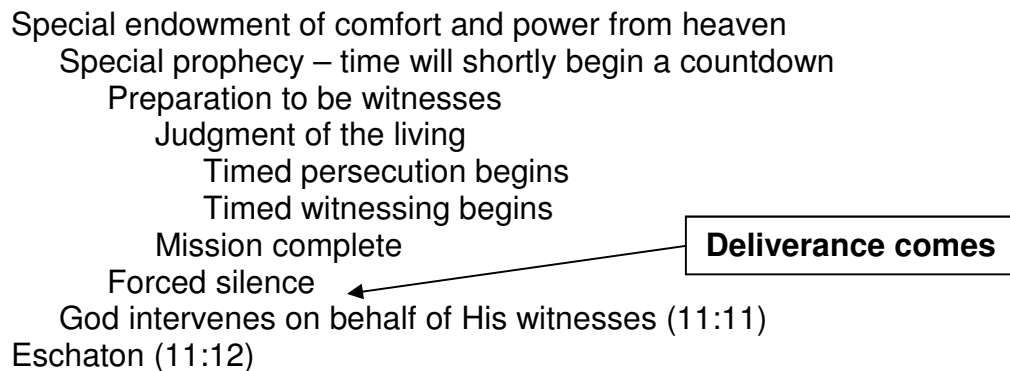 Special endowment of comfort and power from heaven
Special prophecy – time will shortly begin a countdown
Preparation to be witnesses
Judgment of the living
Timed persecution begins
Timed witnessing begins
Mission complete
Deliverance comes
Forced silence
God intervenes on behalf of His witnesses (11:11)
Eschaton (11:12)